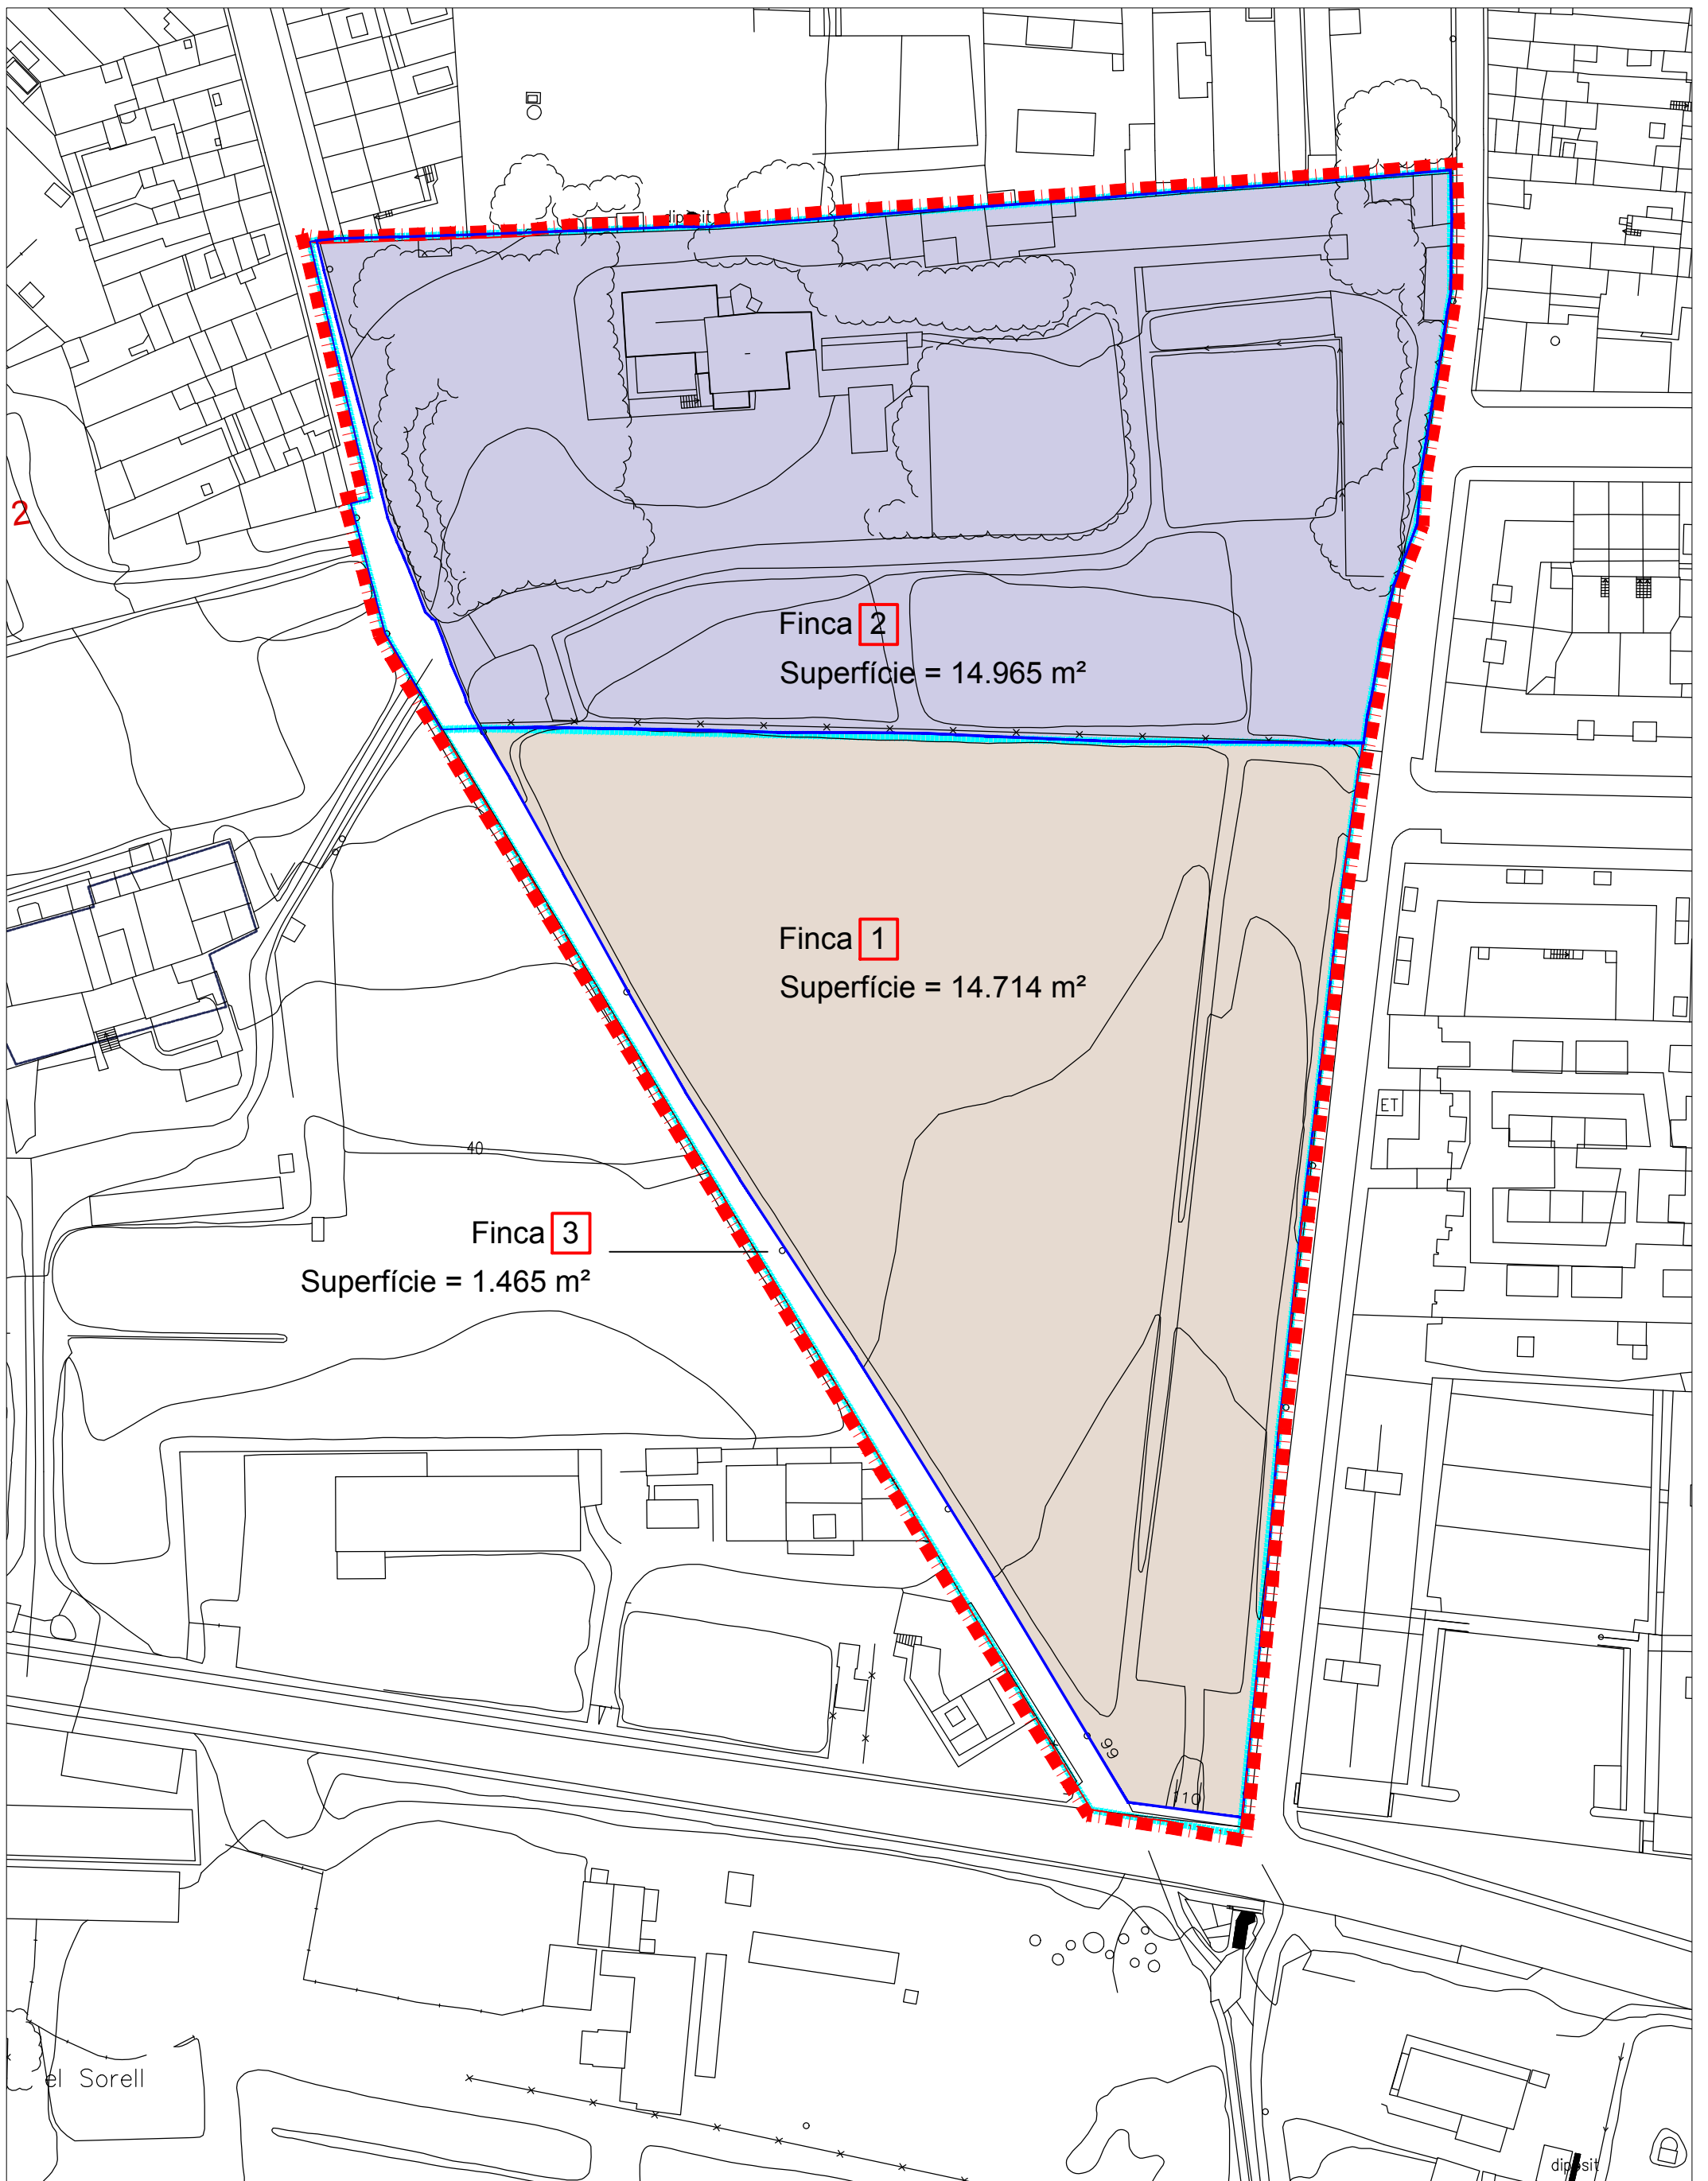 dipòsit
2
Finca 2
Superfície = 14.965 m²
Finca 1
Superfície = 14.714 m²
ET
40
Finca 3
Superfície = 1.465 m²
99
110
el Sorell
dipòsit